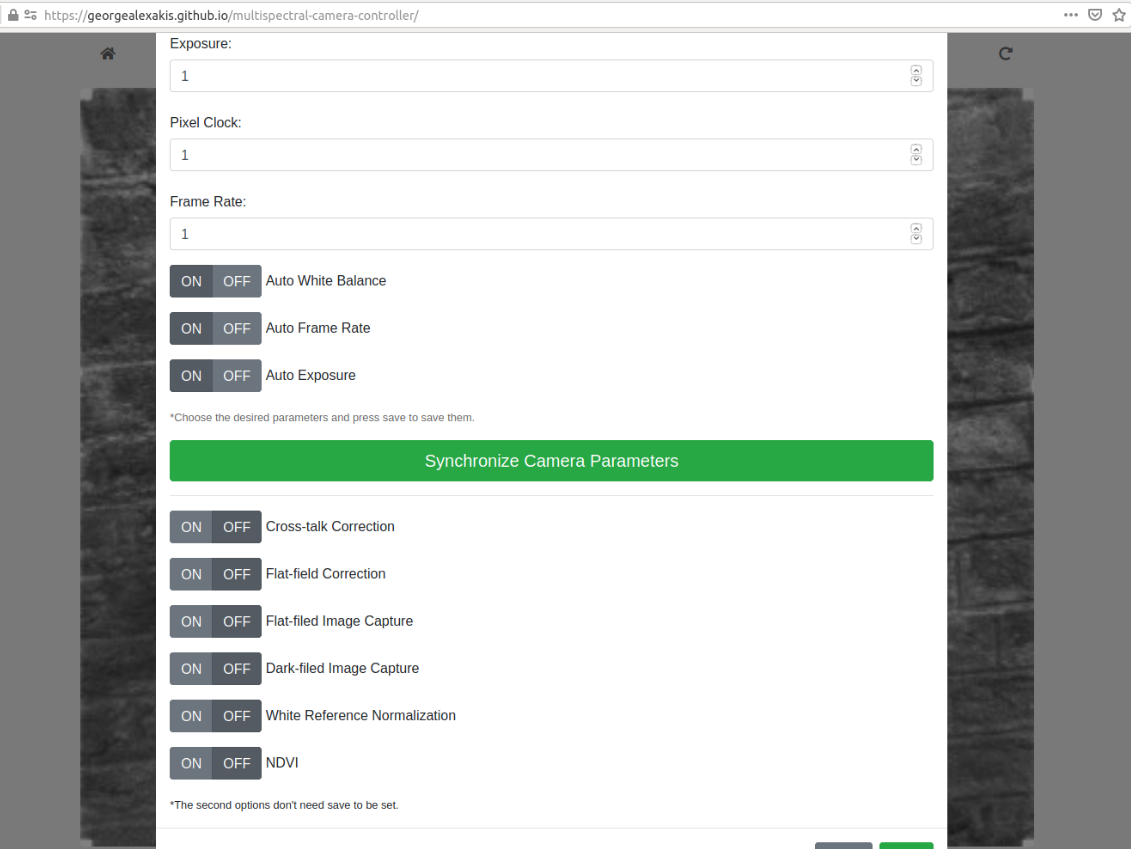 https://georgealexakis.github.io/multispectral-camera-controller/
Exposure:
1
Pixel Clock:
1
Frame Rate:
1
ON OFF Auto White Balance
ON OFF Auto Frame Rate
ON OFF Auto Exposure
*Choose the desired parameters and press save to save them.
Synchronize Camera Parameters
ON OFF Cross-talk Correction
ON OFF Flat-field Correction
ON OFF Flat-filed Image Capture
ON OFF Dark-filed Image Capture
ON OFF White Reference Normalization
ON OFF NDVI
*The second options don't need save to be set.